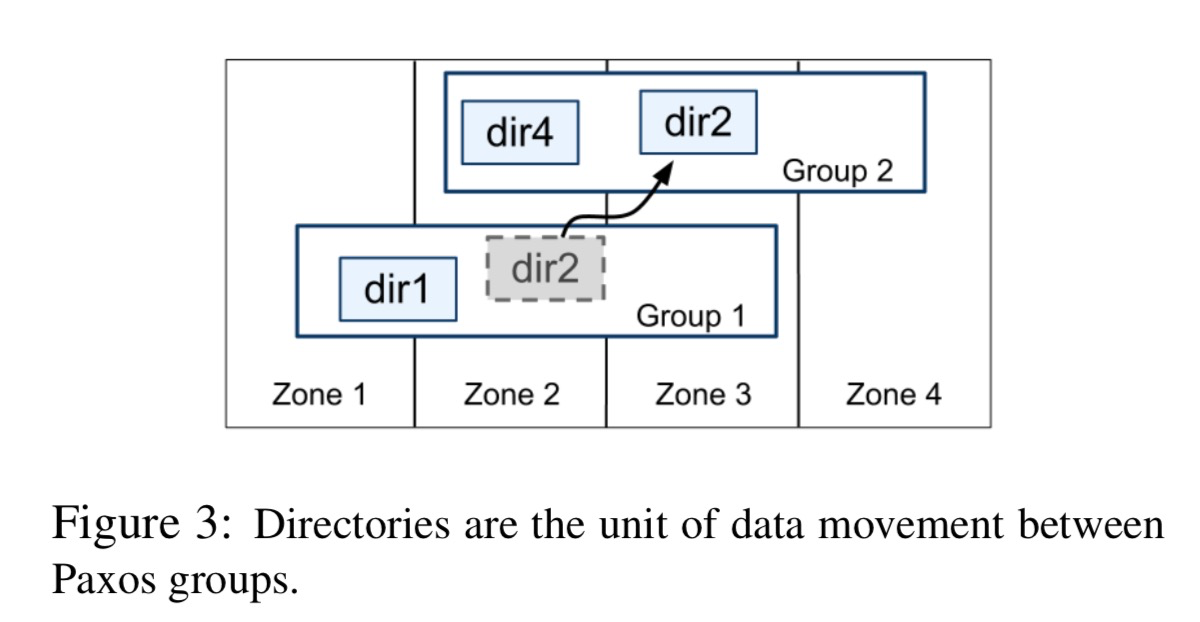 dir4
dir2
Group 2
dir1
dir2
Group 1
Zone 1
Zone 2
Zone 3
Zone 4
Figure 3: Directories are the unit of data movement between
Paxos groups.